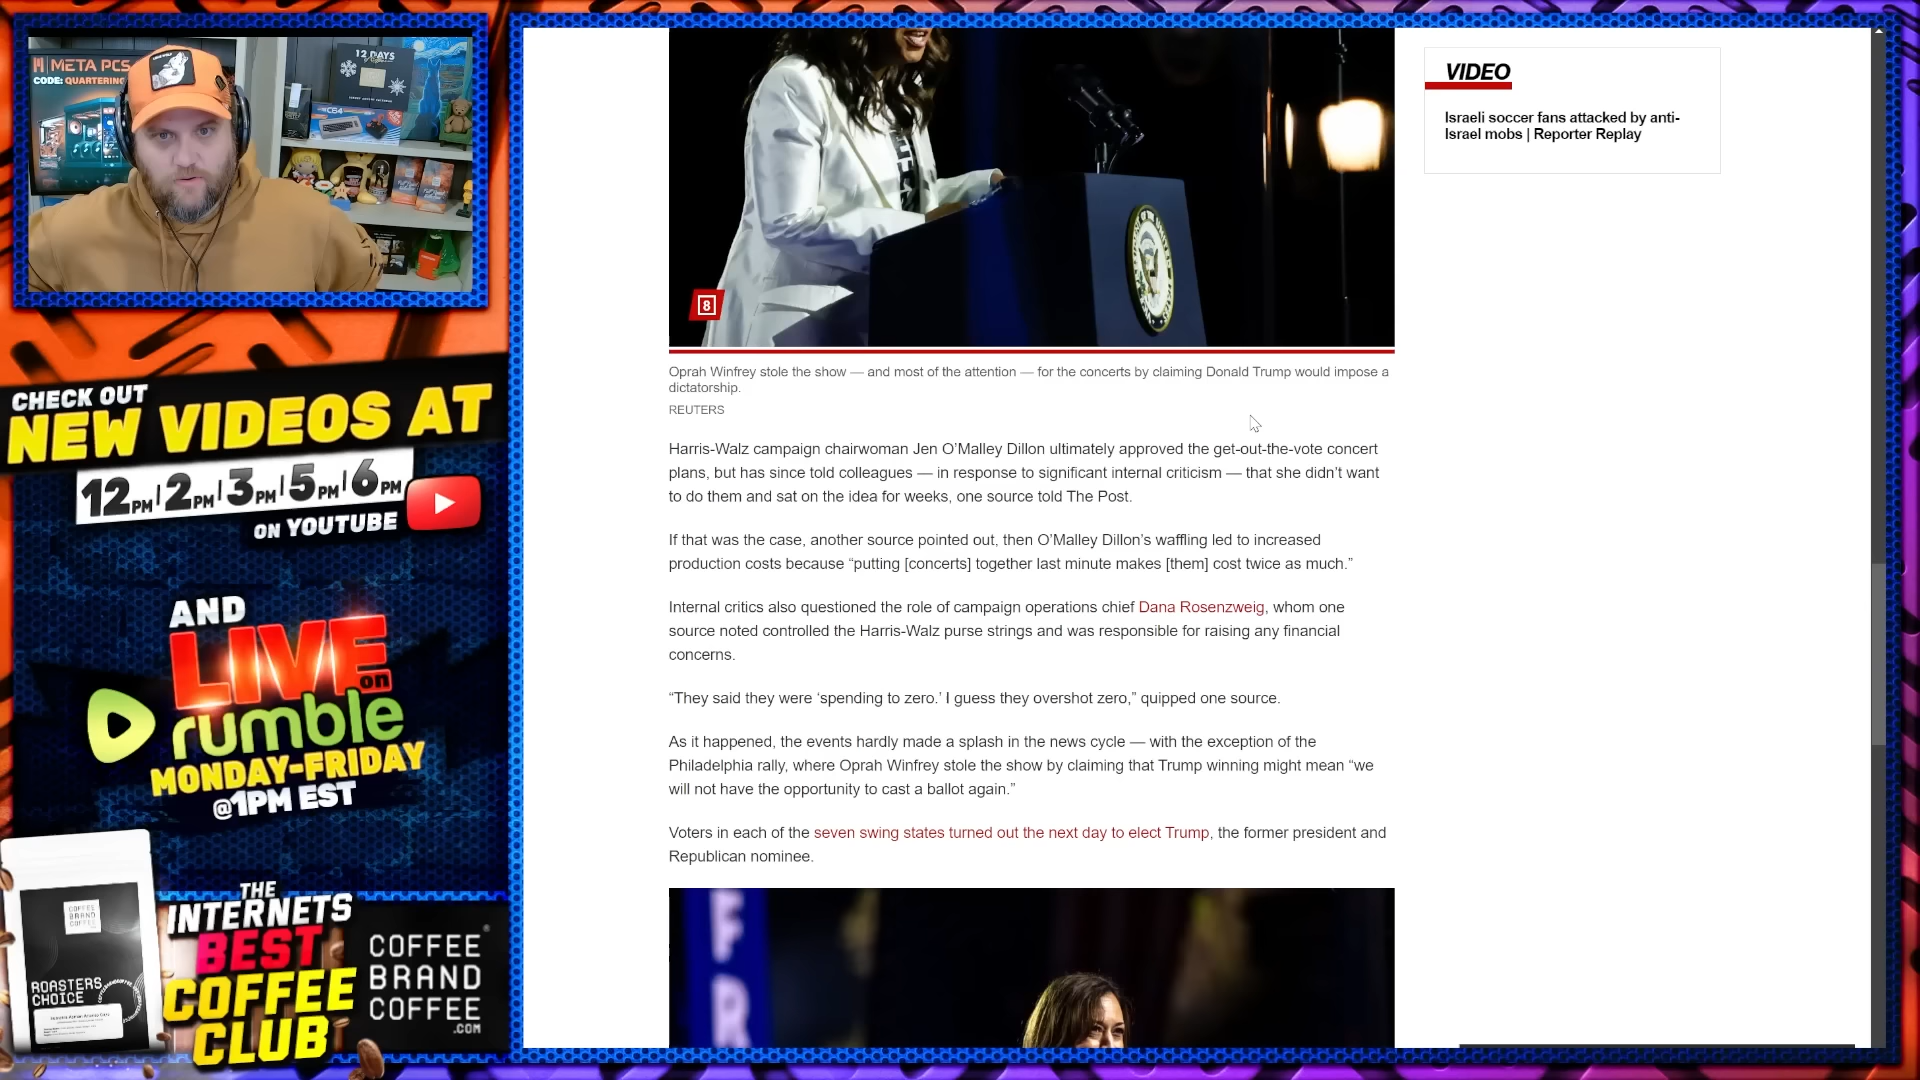 META PCS
CODE: QUARTERING
12 DAYS
C64
CHECK OUT
NEW VIDEOS AT
12PM | 2PM | 3PM | 5PM | 6PM
ON YOUTUBE
AND
LIVE
on
rumble
MONDAY-FRIDAY
@1PM EST
COFFEE
BRAND
COFFEE
ROASTERS
CHOICE
THE
INTERNETS
BEST
COFFEE
CLUB
COFFEE
BRAND
COFFEE
.COM
8
Oprah Winfrey stole the show — and most of the attention — for the concerts by claiming Donald Trump would impose a
dictatorship.
REUTERS
Harris-Walz campaign chairwoman Jen O’Malley Dillon ultimately approved the get-out-the-vote concert
plans, but has since told colleagues — in response to significant internal criticism — that she didn’t want
to do them and sat on the idea for weeks, one source told The Post.
If that was the case, another source pointed out, then O’Malley Dillon’s waffling led to increased
production costs because “putting [concerts] together last minute makes [them] cost twice as much.”
Internal critics also questioned the role of campaign operations chief Dana Rosenzweig, whom one
source noted controlled the Harris-Walz purse strings and was responsible for raising any financial
concerns.
“They said they were ‘spending to zero.’ I guess they overshot zero,” quipped one source.
As it happened, the events hardly made a splash in the news cycle — with the exception of the
Philadelphia rally, where Oprah Winfrey stole the show by claiming that Trump winning might mean “we
will not have the opportunity to cast a ballot again.”
Voters in each of the seven swing states turned out the next day to elect Trump, the former president and
Republican nominee.
F
R
VIDEO
Israeli soccer fans attacked by anti-
Israel mobs | Reporter Replay